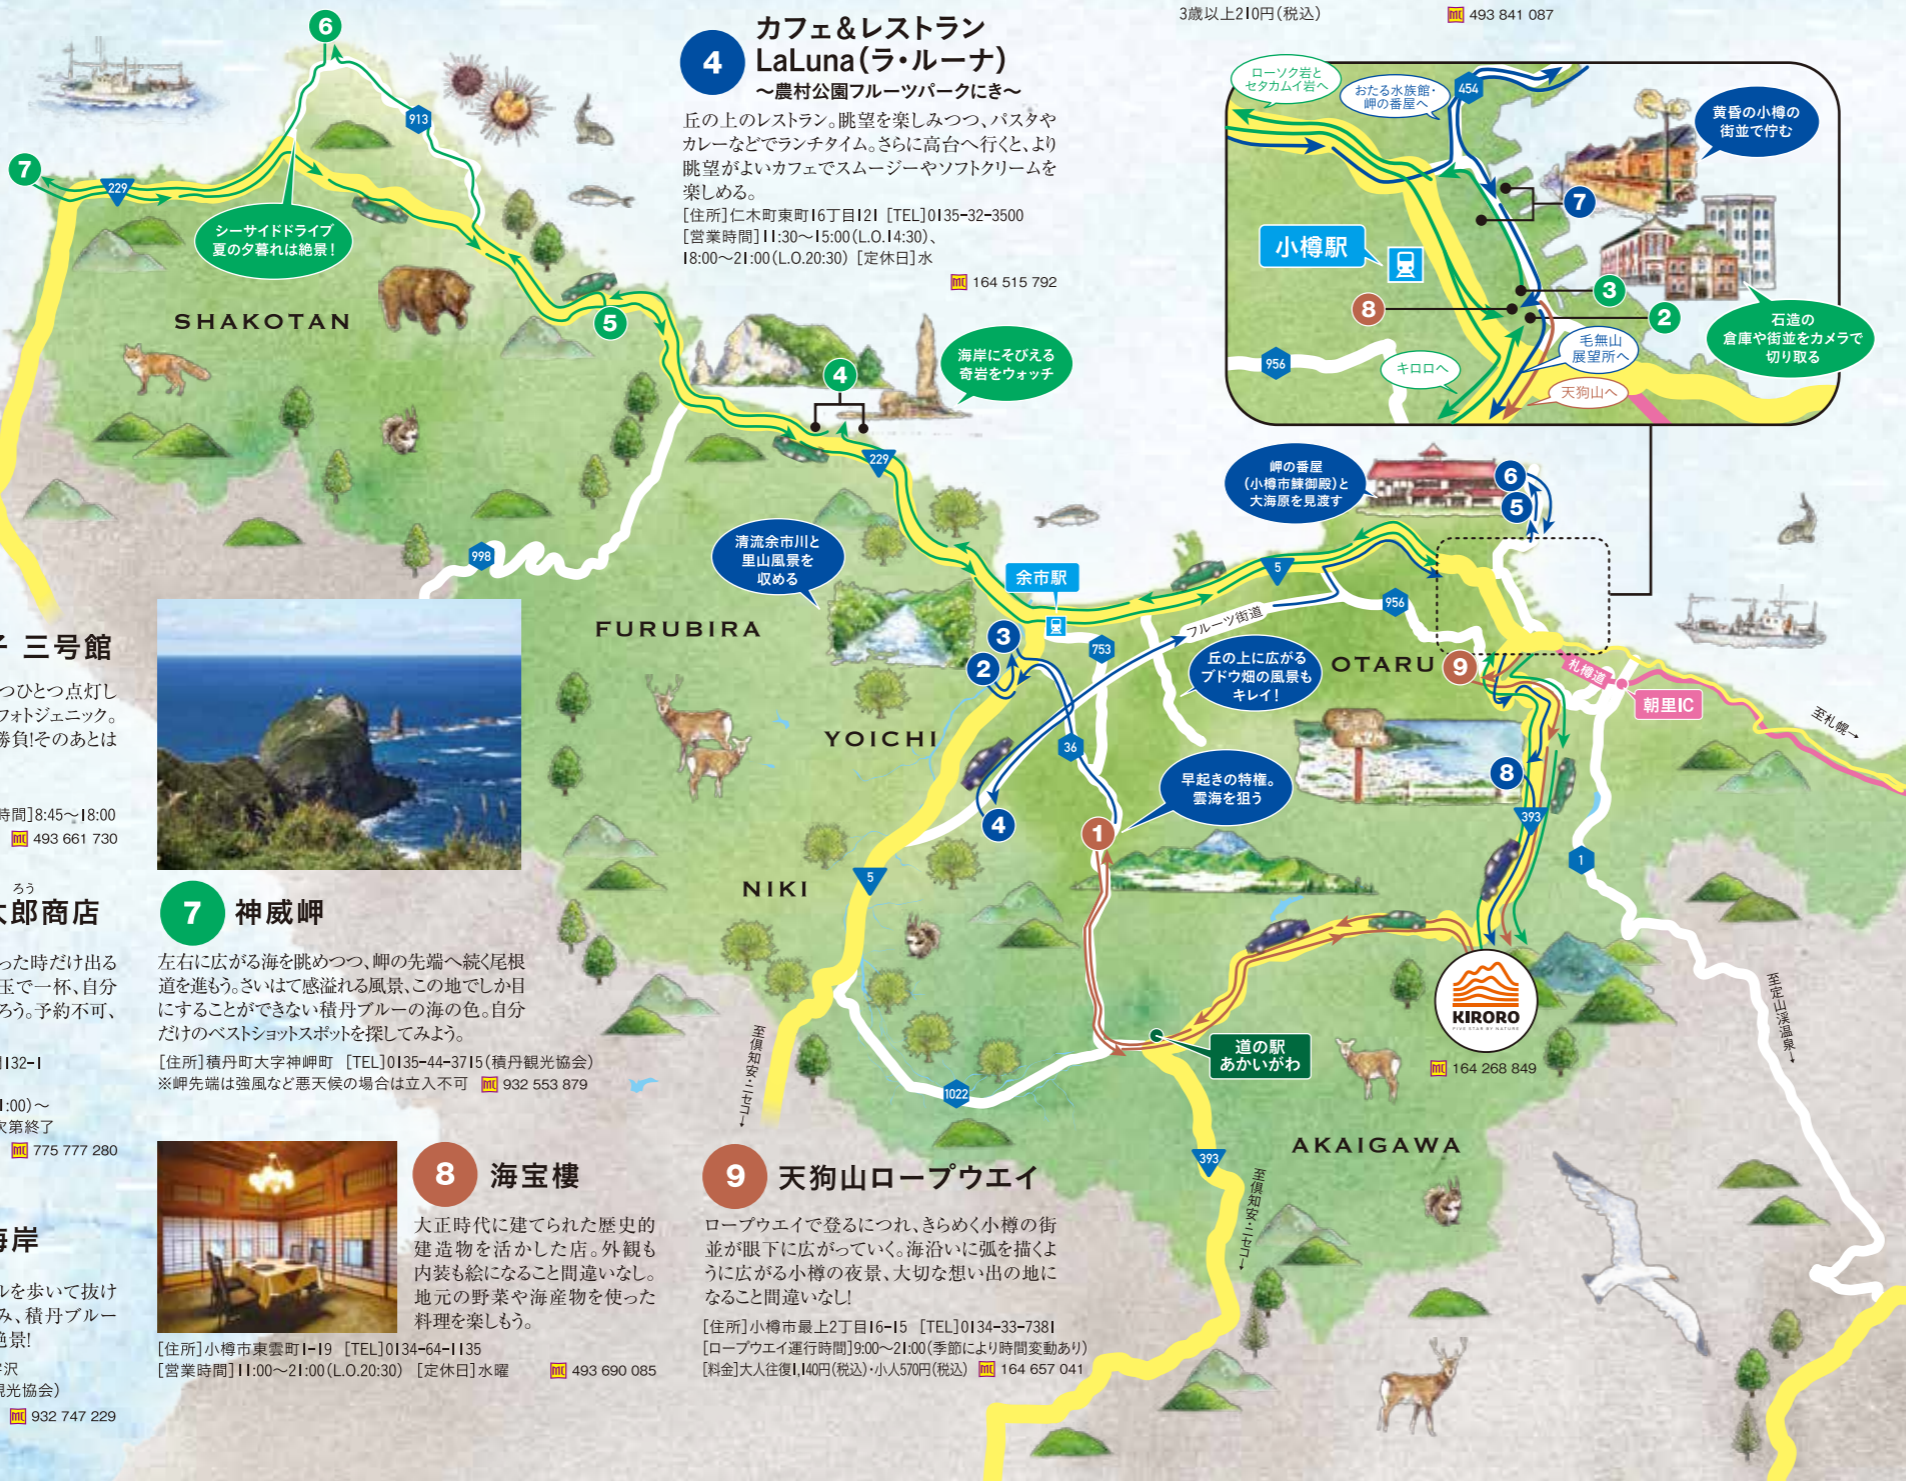 3歳以上210円(税込)
493 841 087
4
カフェ&レストラン
LaLuna(ラ・ルーナ)
~農村公園フルーツパークにき~
丘の上のレストラン。眺望を楽しみつつ、パスタや
カレーなどでランチタイム。さらに高台へ行くと、より
眺望がよいカフェでスムージーやソフトクリームを
楽しめる。
[住所]仁木町東町16丁目121 [TEL]0135-32-3500
[営業時間]11:30~15:00(L.O.14:30)、
18:00~21:00(L.O.20:30) [定休日]水
164 515 792
6
913
7
229
シーサイドドライブ
夏の夕暮れは絶景!
SHAKOTAN
5
4
海岸にそびえる
奇岩をウォッチ
229
998
ローソク岩と
セタカムイ岩へ
おたる水族館・
岬の番屋へ
454
黄昏の小樽の
街並で佇む
7
小樽駅
8
3
2
石造の
倉庫や街並をカメラで
切り取る
956
キロロへ
毛無山
展望所へ
天狗山へ
岬の番屋
(小樽市鰊御殿)と
大海原を見渡す
6
5
清流余市川と
里山風景を
収める
余市駅
5
956
フルーツ街道
FURUBIRA
3
2
753
丘の上に広がる
ブドウ畑の風景も
キレイ!
OTARU
9
札樽道
朝里IC
至札幌→
YOICHI
36
早起きの特権。
雲海を狙う
8
4
1
393
1
NIKI
5
KIRORO
FIVE STAR BY NATURE
164 268 849
道の駅
あかいがわ
至定山渓温泉→
至倶知安・ニセコ→
1022
393
AKAIGAWA
至倶知安・ニセコ→
三号館
つひとつ点灯し
フォトジェニック。
勝負!そのあとは
時間]8:45~18:00
493 661 730
ろう
太郎商店
った時だけ出る
玉で一杯、自分
ろう。予約不可、
132-1
1:00)~
次第終了
775 777 280
海岸
ルを歩いて抜け
み、積丹ブルー
絶景!
字沢
観光協会)
932 747 229
7
神威岬
左右に広がる海を眺めつつ、岬の先端へ続く尾根
道を進もう。さいはて感溢れる風景、この地でしか目
にすることができない積丹ブルーの海の色。自分
だけのベストショットスポットを探してみよう。
[住所]積丹町大字神岬町 [TEL]0135-44-3715(積丹観光協会)
※岬先端は強風など悪天候の場合は立入不可 932 553 879
8
海宝樓
大正時代に建てられた歴史的
建造物を活かした店。外観も
内装も絵になること間違いなし。
地元の野菜や海産物を使った
料理を楽しもう。
[住所]小樽市東雲町1-19 [TEL]0134-64-1135
[営業時間]11:00~21:00(L.O.20:30) [定休日]水曜 493 690 085
9
天狗山ロープウエイ
ロープウエイで登るにつれ、きらめく小樽の街
並が眼下に広がっていく。海沿いに弧を描くよ
うに広がる小樽の夜景、大切な想い出の地に
なること間違いなし!
[住所]小樽市最上2丁目16-15 [TEL]0134-33-7381
[ロープウエイ運行時間]9:00~21:00(季節により時間変動あり)
[料金]大人往復1,140円(税込)・小人570円(税込) 164 657 041